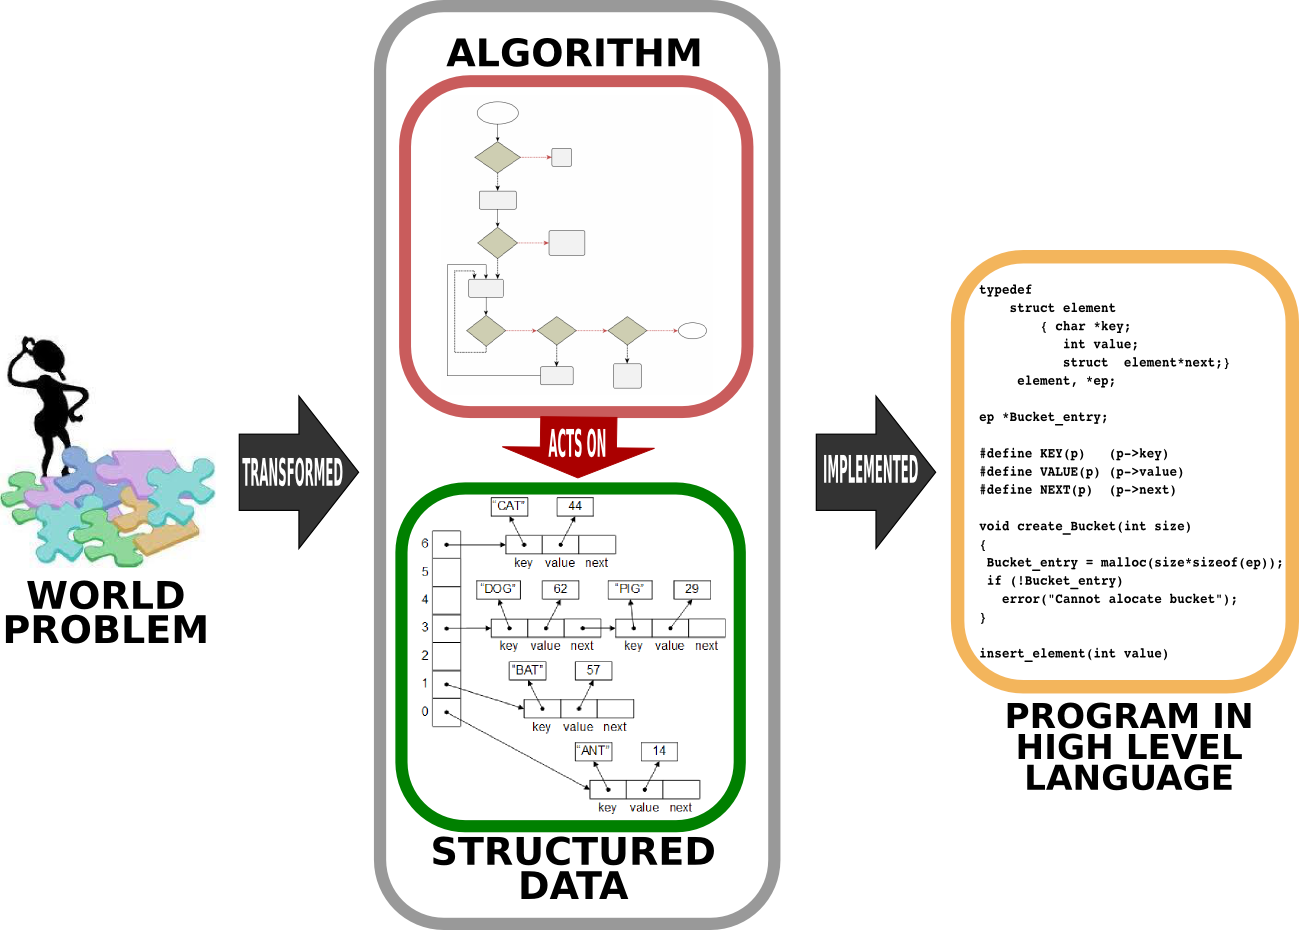 WORLD
PROBLEM
TRANSFORMED
ALGORITHM
ACTS ON
"CAT" 44
6
key value next
5
"DOG" 62 "PIG" 29
4
3
key value next key value next
2
"BAT" 57
1
key value next
0
"ANT" 14
key value next
STRUCTURED
DATA
IMPLEMENTED
typedef
struct element
{ char *key;
int value;
struct element*next;}
element, *ep;
ep *Bucket_entry;
#define KEY(p) (p->key)
#define VALUE(p) (p->value)
#define NEXT(p) (p->next)
void create_Bucket(int size)
{
Bucket_entry = malloc(size*sizeof(ep));
if (!Bucket_entry)
error("Cannot alocate bucket");
}
insert_element(int value)
PROGRAM IN
HIGH LEVEL
LANGUAGE